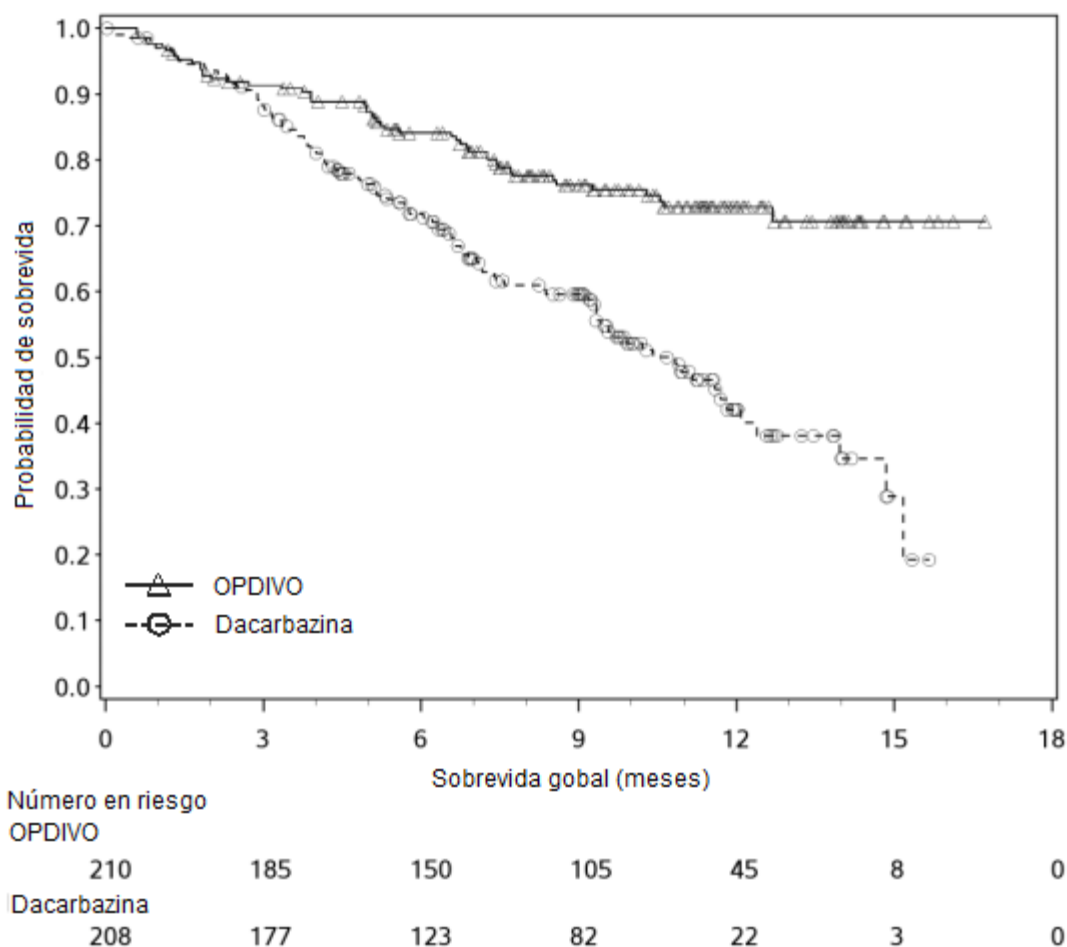 Probabilidad de sobrevida
1.0
0.9
0.8
0.7
0.6
0.5
0.4
0.3
0.2
0.1
0.0
OPDIVO
Dacarbazina
0 3 6 9 12 15 18
Sobrevida gobal (meses)
Número en riesgo
OPDIVO
210 185 150 105 45 8 0
Dacarbazina
208 177 123 82 22 3 0